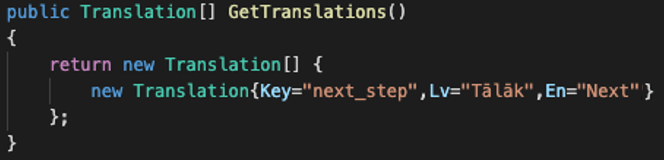 public Translation[] GetTranslations()
{
return new Translation[] {
new Translation{Key="next_step",Lv="Tālāk",En="Next"}
};
}